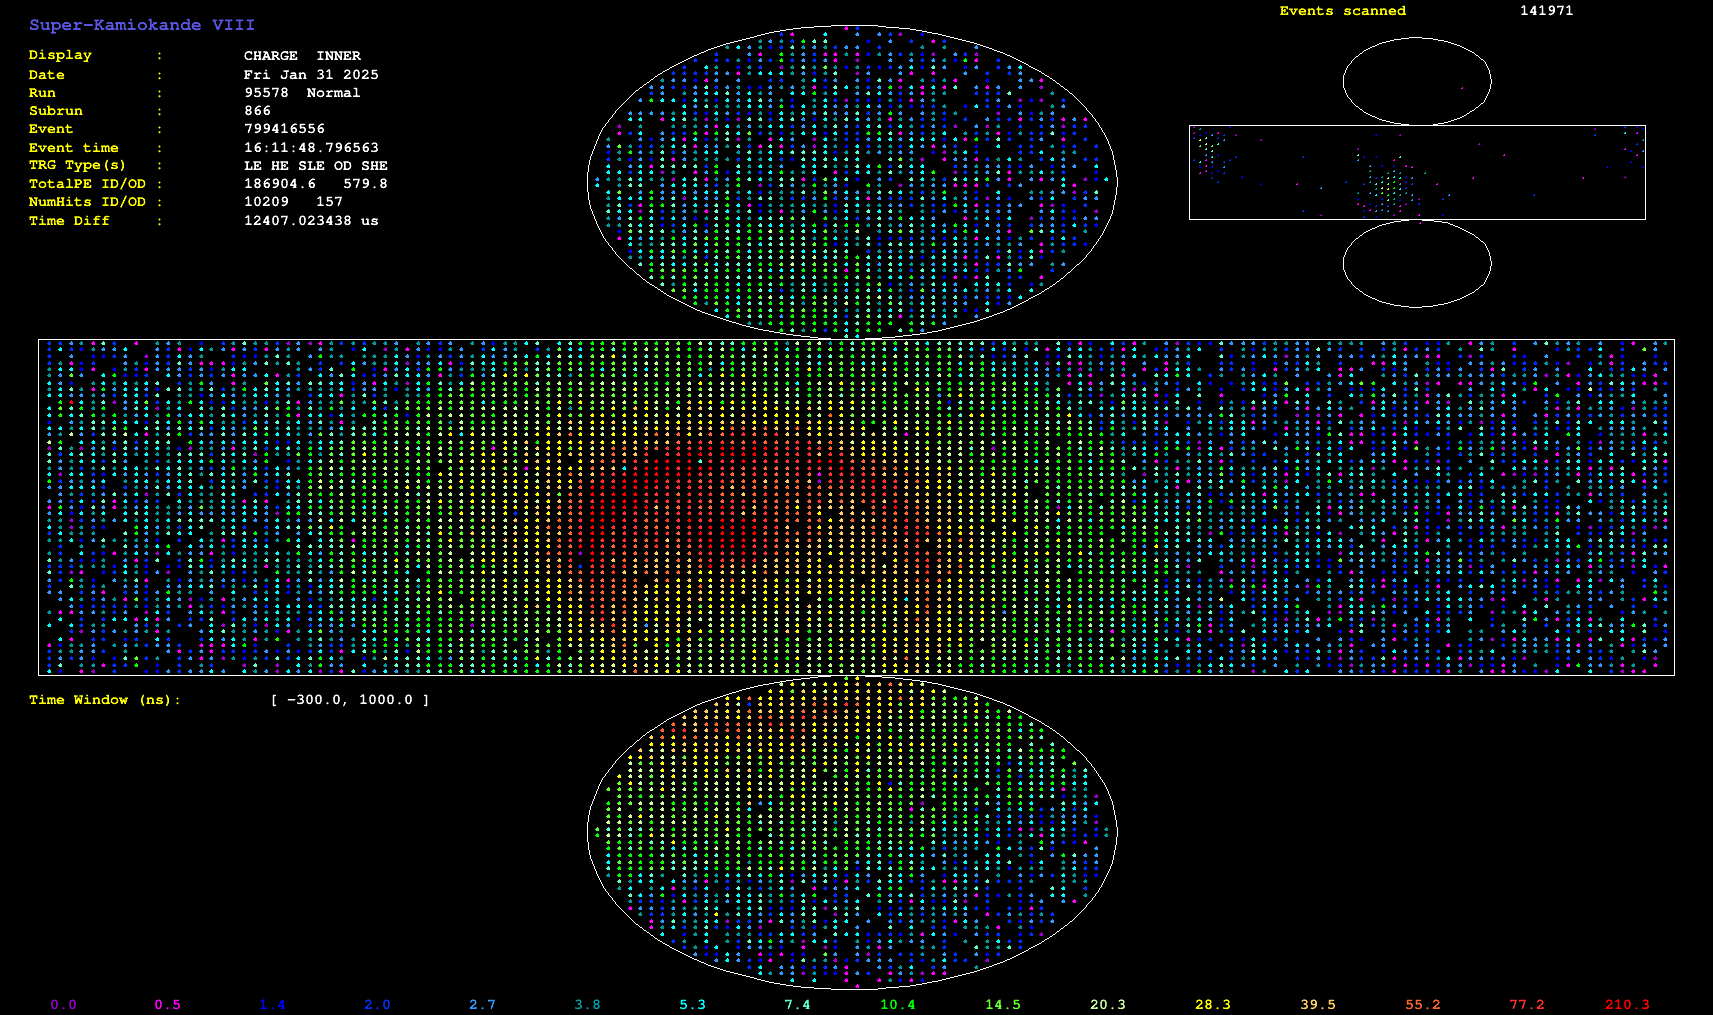 Super-Kamiokande VIII
Events scanned 141971
Display : CHARGE INNER
Date : Fri Jan 31 2025
Run : 95578 Normal
Subrun : 866
Event : 799416556
Event time : 16:11:48.796563
TRG Type(s) : LE HE SLE OD SHE
TotalPE ID/OD : 186904.6 579.8
NumHits ID/OD : 10209 157
Time Diff : 12407.023438 us
Time Window (ns): [ -300.0, 1000.0 ]
0.0 0.5 1.4 2.0 2.7 3.8 5.3 7.4 10.4 14.5 20.3 28.3 39.5 55.2 77.2 210.3